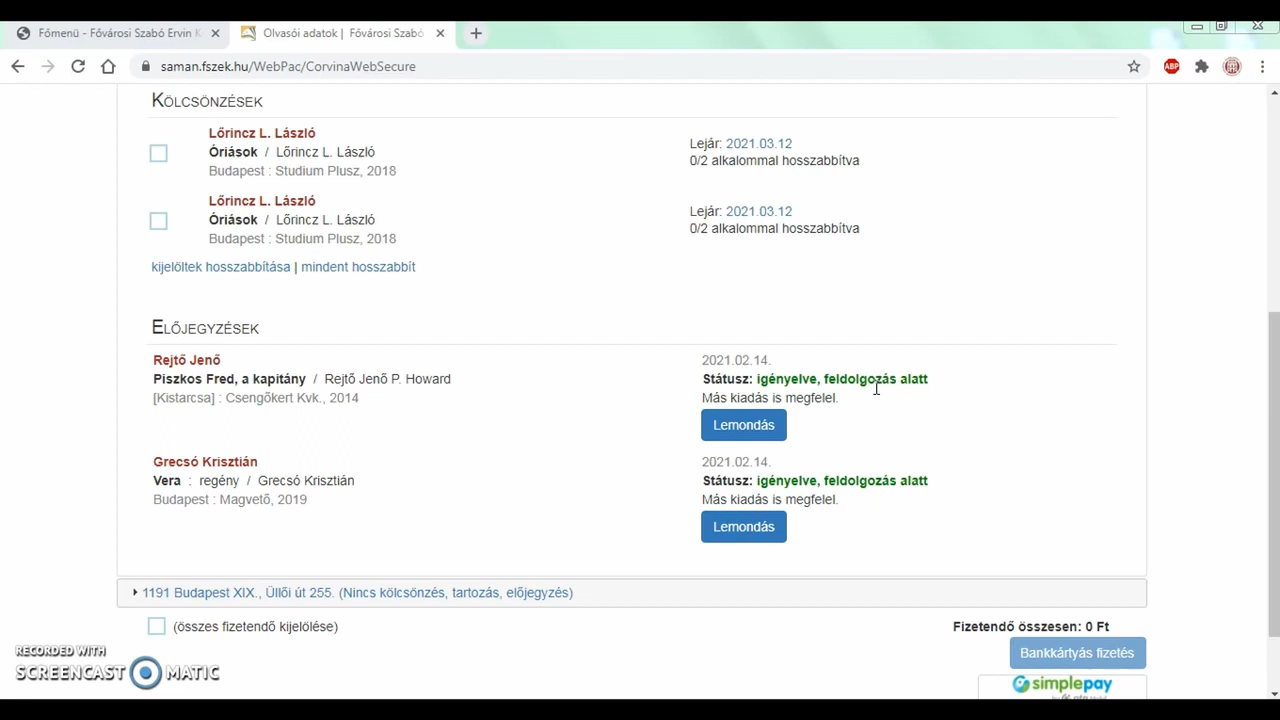 Főmenü - Fővárosi Szabó Ervin K
Olvasói adatok | Fővárosi Szabó
saman.fszek.hu/WebPac/CorvinaWebSecure
ABP
Kölcsönzések
Lőrincz L. László
Óriások / Lőrincz L. László
Budapest : Studium Plusz, 2018
Lejár: 2021.03.12
0/2 alkalommal hosszabbítva
Lőrincz L. László
Óriások / Lőrincz L. László
Budapest : Studium Plusz, 2018
Lejár: 2021.03.12
0/2 alkalommal hosszabbítva
kijelöltek hosszabbítása | mindent hosszabbít
Előjegyzések
Rejtő Jenő
Piszkos Fred, a kapitány / Rejtő Jenő P. Howard
[Kistarcsa] : Csengőkert Kvk., 2014
2021.02.14.
Státusz: igényelve, feldolgozás alatt
Más kiadás is megfelel.
Lemondás
Grecsó Krisztián
Vera : regény / Grecsó Krisztián
Budapest : Magvető, 2019
2021.02.14.
Státusz: igényelve, feldolgozás alatt
Más kiadás is megfelel.
Lemondás
1191 Budapest XIX., Üllői út 255. (Nincs kölcsönzés, tartozás, előjegyzés)
(összes fizetendő kijelölése)
Fizetendő összesen: 0 Ft
Bankkártyás fizetés
simplepay
RECORDED WITH
SCREENCAST MATIC